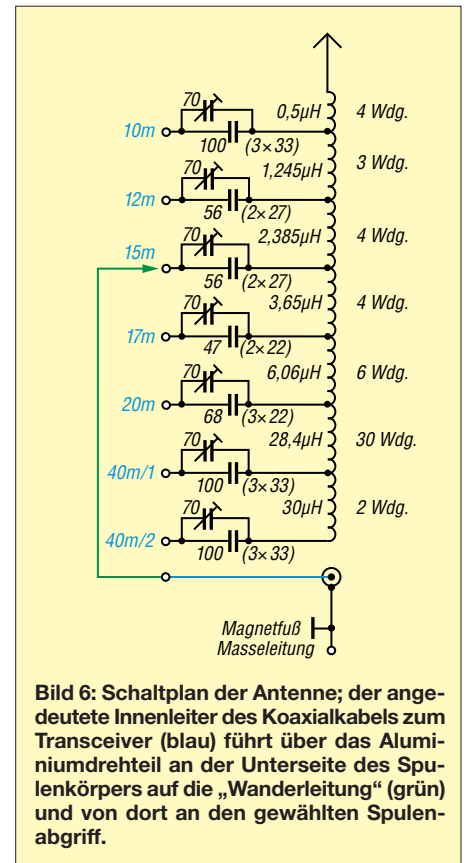 70
0,5µH 4 Wdg.
10m 100 (3×33)
3 Wdg.
70
1,245µH
12m 56 (2×27)
70
2,385µH 4 Wdg.
15m 56 (2×27)
70
3,65µH 4 Wdg.
17m 47 (2×22)
70
6,06µH 6 Wdg.
20m 68 (3×22)
70
28,4µH 30 Wdg.
40m/1 100 (3×33)
70
30µH 2 Wdg.
40m/2 100 (3×33)
Magnetfuß
Masseleitung
Bild 6: Schaltplan der Antenne; der ange-
deutete Innenleiter des Koaxialkabels zum
Transceiver (blau) führt über das Alumi-
niumdrehteil an der Unterseite des Spu-
lenkörpers auf die „Wanderleitung“ (grün)
und von dort an den gewählten Spulen-
abgriff.